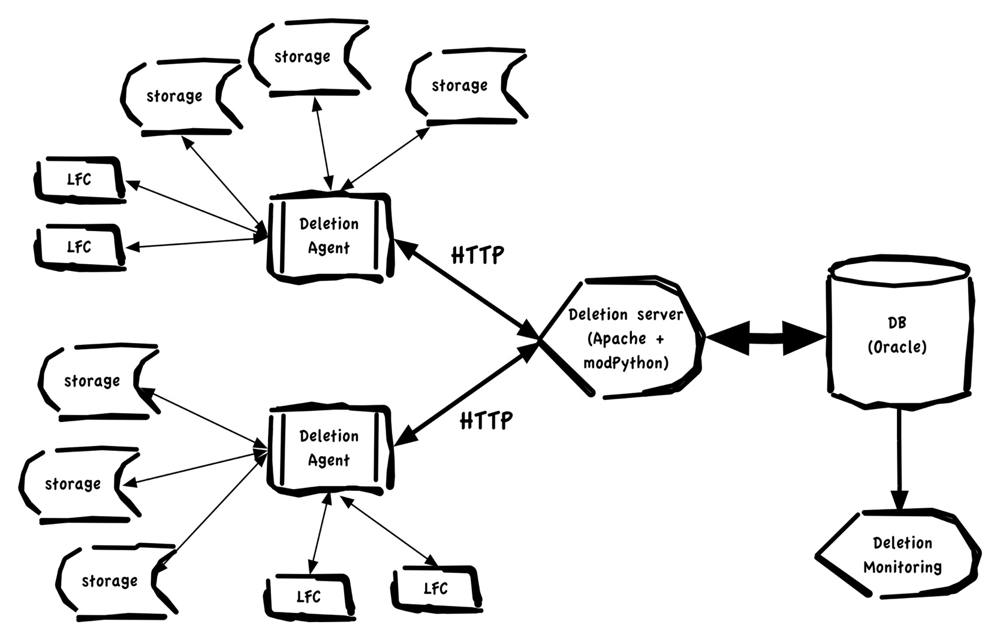 storage
storage
storage
LFC
LFC
Deletion
Agent
HTTP
Deletion server
(Apache +
modPython)
DB
(Oracle)
storage
storage
storage
Deletion
Agent
HTTP
LFC
LFC
Deletion
Monitoring